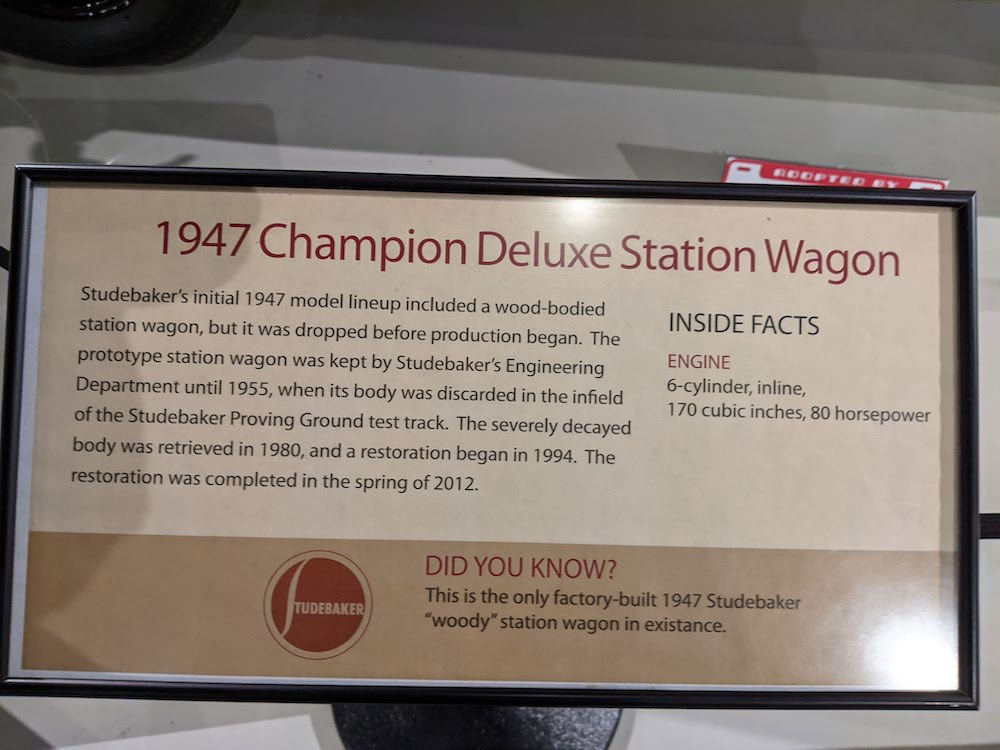 ADOPTED BY
1947 Champion Deluxe Station Wagon
Studebaker's initial 1947 model lineup included a wood-bodied
station wagon, but it was dropped before production began. The
prototype station wagon was kept by Studebaker's Engineering
Department until 1955, when its body was discarded in the infield
of the Studebaker Proving Ground test track. The severely decayed
body was retrieved in 1980, and a restoration began in 1994. The
restoration was completed in the spring of 2012.
INSIDE FACTS
ENGINE
6-cylinder, inline,
170 cubic inches, 80 horsepower
STUDEBAKER
DID YOU KNOW?
This is the only factory-built 1947 Studebaker
“woody” station wagon in existance.